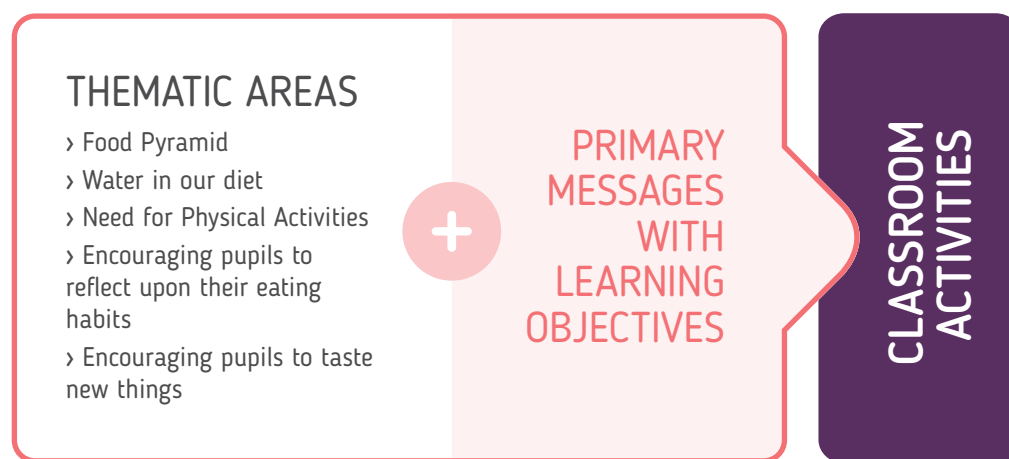 THEMATIC AREAS
› Food Pyramid
› Water in our diet
› Need for Physical Activities
› Encouraging pupils to
reflect upon their eating
habits
› Encouraging pupils to taste
new things
+
PRIMARY
MESSAGES
WITH
LEARNING
OBJECTIVES
CLASSROOM
ACTIVITIES